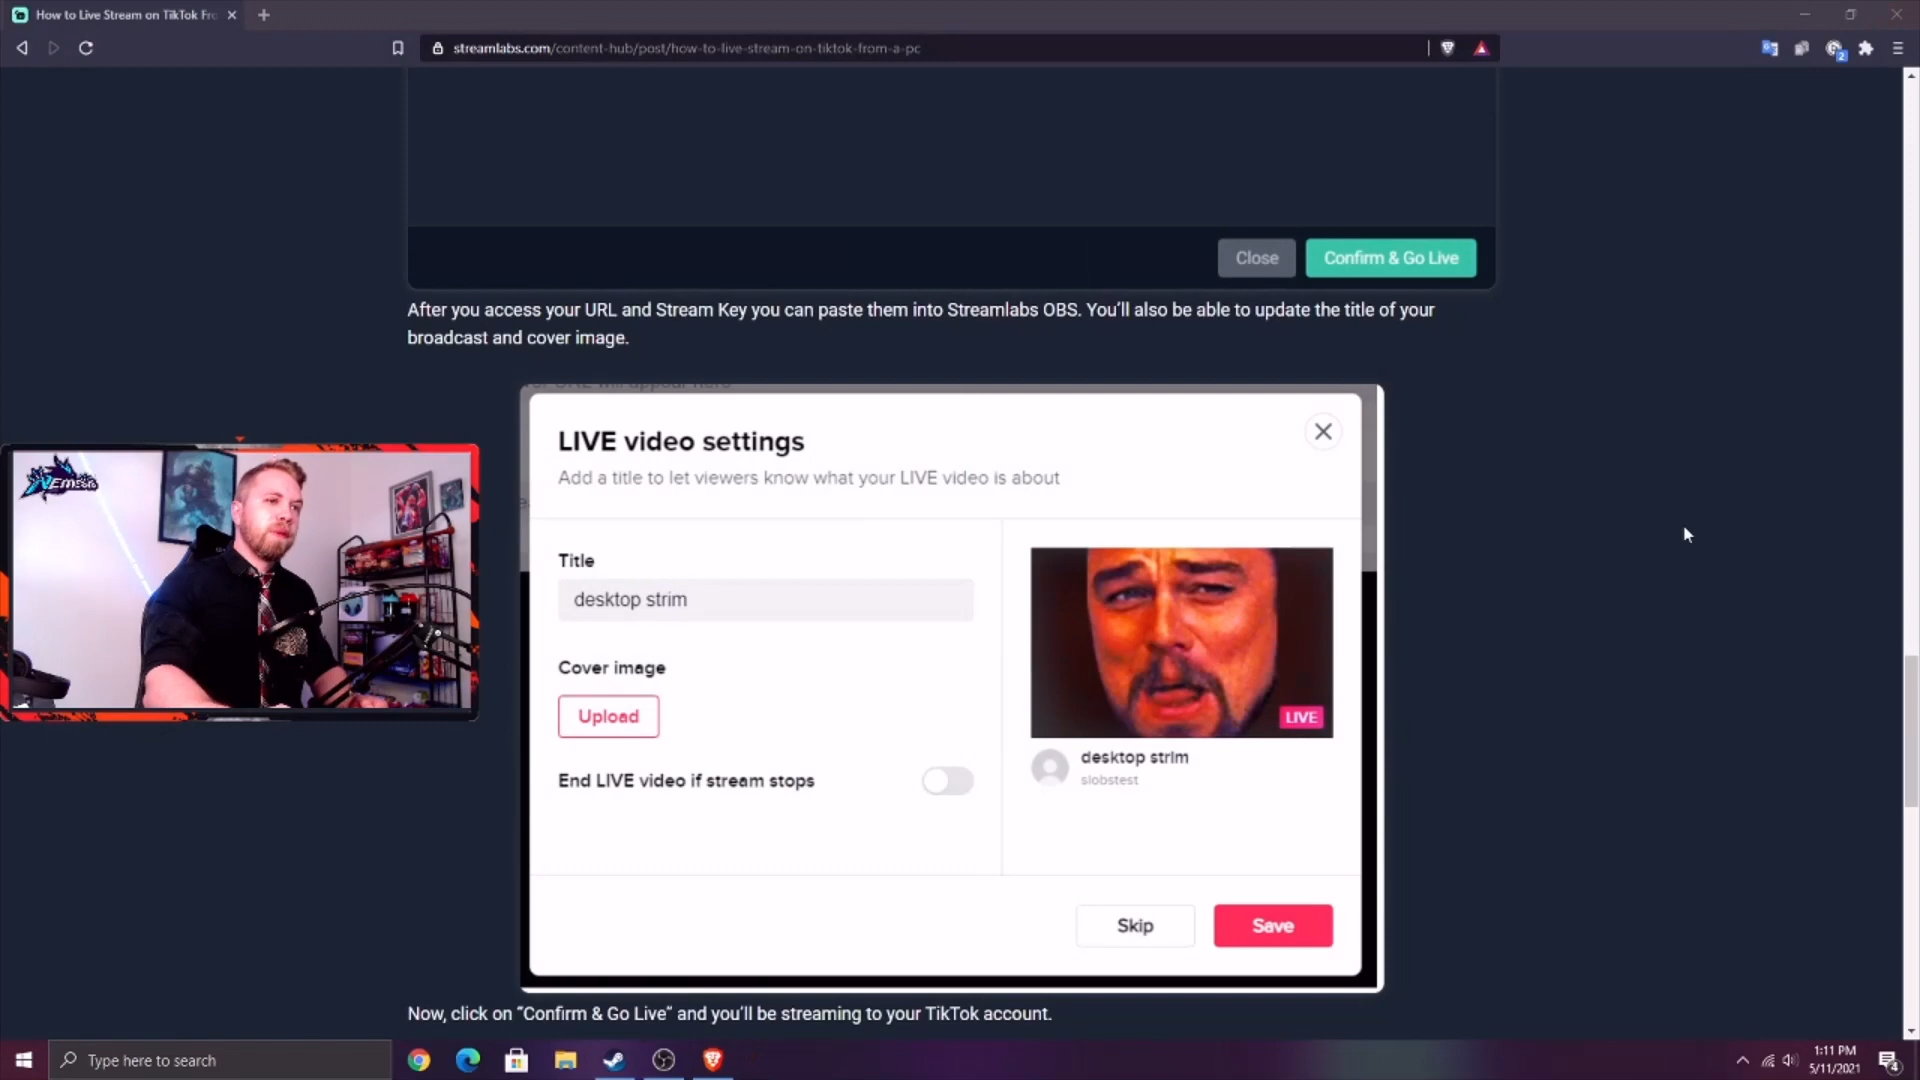 How to Live Stream on TikTok Fro
streamlabs.com/content-hub/post/how-to-live-stream-on-tiktok-from-a-pc
2
Close
Confirm & Go Live
After you access your URL and Stream Key you can paste them into Streamlabs OBS. You'll also be able to update the title of your
broadcast and cover image.
LIVE video settings
Add a title to let viewers know what your LIVE video is about
Title
desktop strim
Cover image
Upload
End LIVE video if stream stops
LIVE
desktop strim
slobstest
Skip
Save
Nemesis
Now, click on “Confirm & Go Live” and you'll be streaming to your TikTok account.
Type here to search
1:11 PM
5/11/2021
4